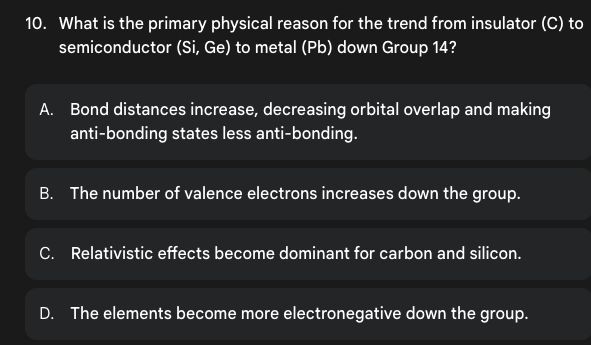 10. What is the primary physical reason for the trend from insulator (C) to
semiconductor (Si, Ge) to metal (Pb) down Group 14?
A. Bond distances increase, decreasing orbital overlap and making
anti-bonding states less anti-bonding.
B. The number of valence electrons increases down the group.
C. Relativistic effects become dominant for carbon and silicon.
D. The elements become more electronegative down the group.